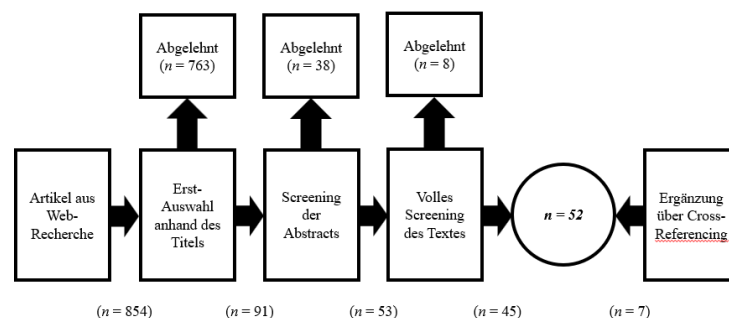 Abgelehnt
(n = 763)
Abgelehnt
(n = 38)
Abgelehnt
(n = 8)
Artikel aus
Web-
Recherche
Erst-
Auswahl
anhand des
Titels
Screening
der
Abstracts
Volles
Screening
des Textes
n = 52
Ergänzung
über Cross-
Referencing
(n = 854)
(n = 91)
(n = 53)
(n = 45)
(n = 7)